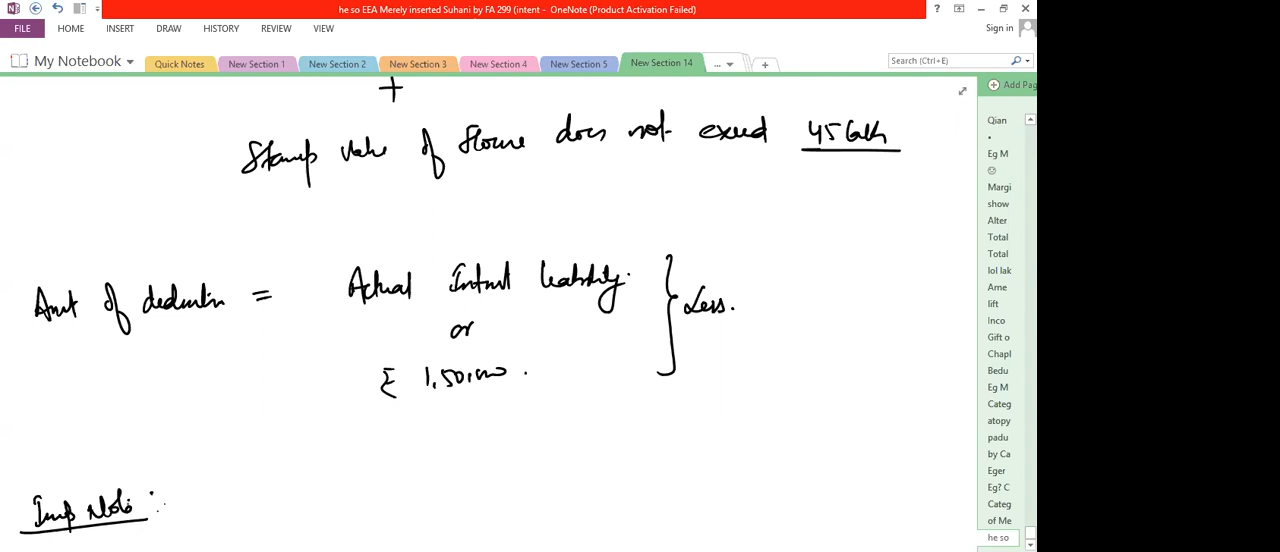 he so EEA Merely inserted Suhani by FA 299 (intent - OneNote (Product Activation Failed)
?
Sign in
FILE HOME INSERT DRAW HISTORY REVIEW VIEW
My Notebook Quick Notes New Section 1 New Section 2 New Section 3 New Section 4 New Section 5 New Section 14 ... + Search (Ctrl+E)
Add Pag
+
Stamp value of House does not exceed 45 lakh
Amt of deduction = Actual Interest liability.
or
₹ 1,50,000.
Less.
Imp Note :
Qian
•
Eg M
☺
Margi
show
Alter
Total
Total
lol lak
Ame
lift
Inco
Gift o
Chapl
Bedu
Eg M
Categ
atopy
padu
by Ca
Eger
Eg? C
Categ
of Me
he so